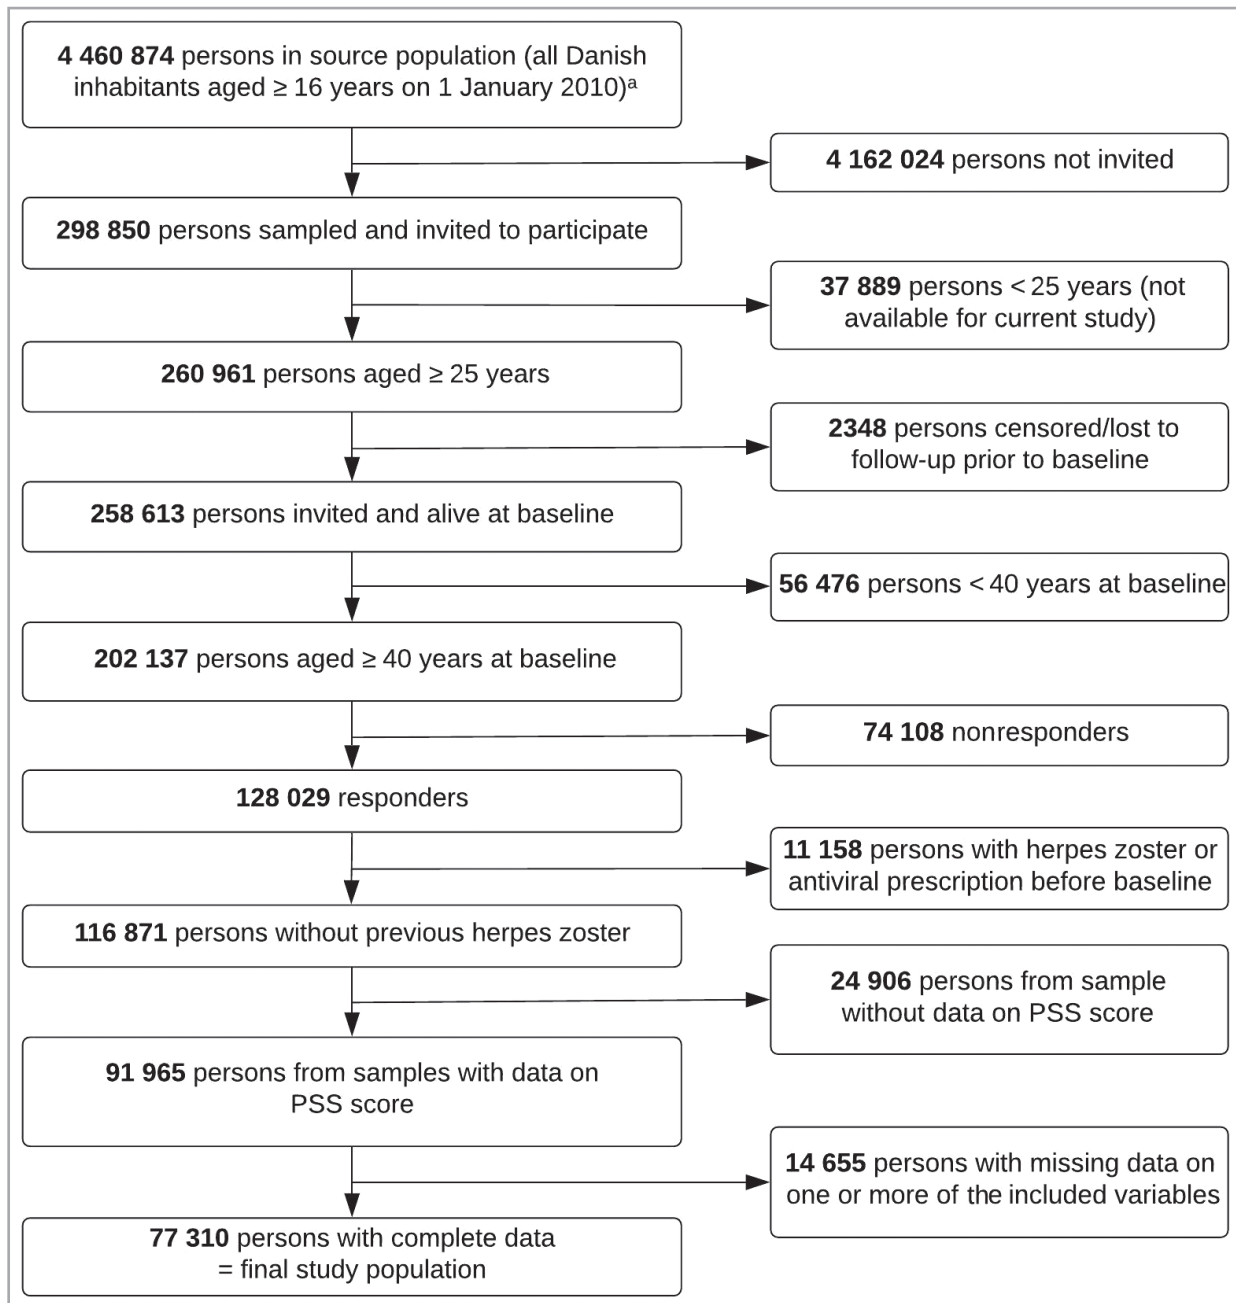 4 460 874 persons in source population (all Danish
inhabitants aged ≥ 16 years on 1 January 2010)ᵃ
4 162 024 persons not invited
298 850 persons sampled and invited to participate
37 889 persons < 25 years (not
available for current study)
260 961 persons aged ≥ 25 years
2348 persons censored/lost to
follow-up prior to baseline
258 613 persons invited and alive at baseline
56 476 persons < 40 years at baseline
202 137 persons aged ≥ 40 years at baseline
74 108 nonresponders
128 029 responders
11 158 persons with herpes zoster or
antiviral prescription before baseline
116 871 persons without previous herpes zoster
24 906 persons from sample
without data on PSS score
91 965 persons from samples with data on
PSS score
14 655 persons with missing data on
one or more of the included variables
77 310 persons with complete data
= final study population